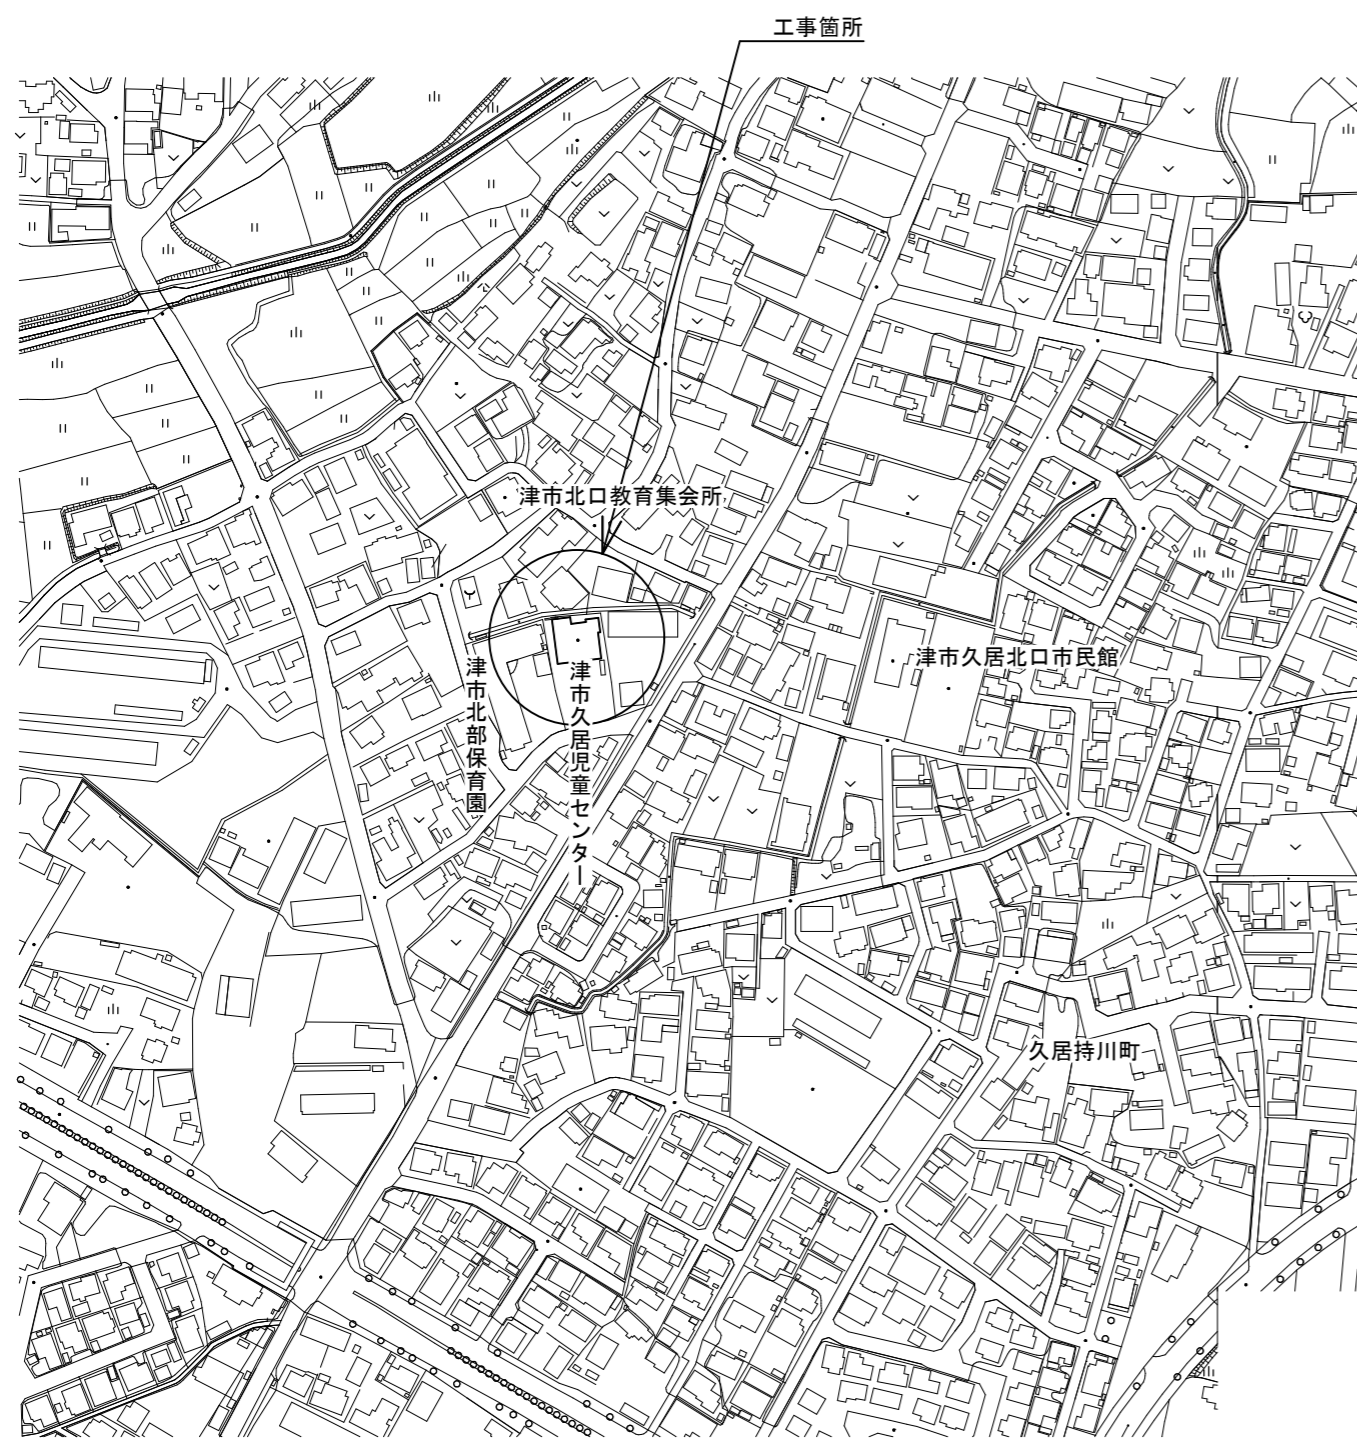 工事箇所
津市北口教育集会所
津市久居北口市民館
津市北部保育園
津市久居児童センター
久居持川町